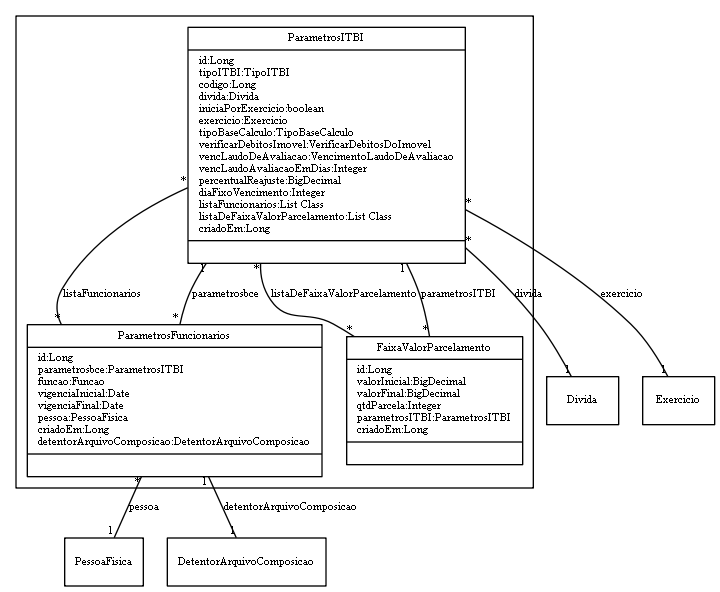 ParametrosITBI
id:Long
tipoITBI:TipoITBI
codigo:Long
divida:Divida
iniciaPorExercicio:boolean
exercicio:Exercicio
tipoBaseCalculo:TipoBaseCalculo
verificarDebitosImovel:VerificarDebitosDoImovel
vencLaudoDeAvaliacao:VencimentoLaudoDeAvaliacao
vencLaudoAvaliacaoEmDias:Integer
percentualReajuste:BigDecimal
diaFixoVencimento:Integer
listaFuncionarios:List Class
listaDeFaixaValorParcelamento:List Class
criadoEm:Long
* *
*
1 * 1
listaFuncionarios parametrosbce listaDeFaixaValorParcelamento parametrosITBI divida exercicio
* * * * 1 1
ParametrosFuncionarios
id:Long
parametrosbce:ParametrosITBI
funcao:Funcao
vigenciaInicial:Date
vigenciaFinal:Date
pessoa:PessoaFisica
criadoEm:Long
detentorArquivoComposicao:DetentorArquivoComposicao
FaixaValorParcelamento
id:Long
valorInicial:BigDecimal
valorFinal:BigDecimal
qtdParcela:Integer
parametrosITBI:ParametrosITBI
criadoEm:Long
Divida
Exercicio
* 1
pessoa detentorArquivoComposicao
1 1
PessoaFisica
DetentorArquivoComposicao